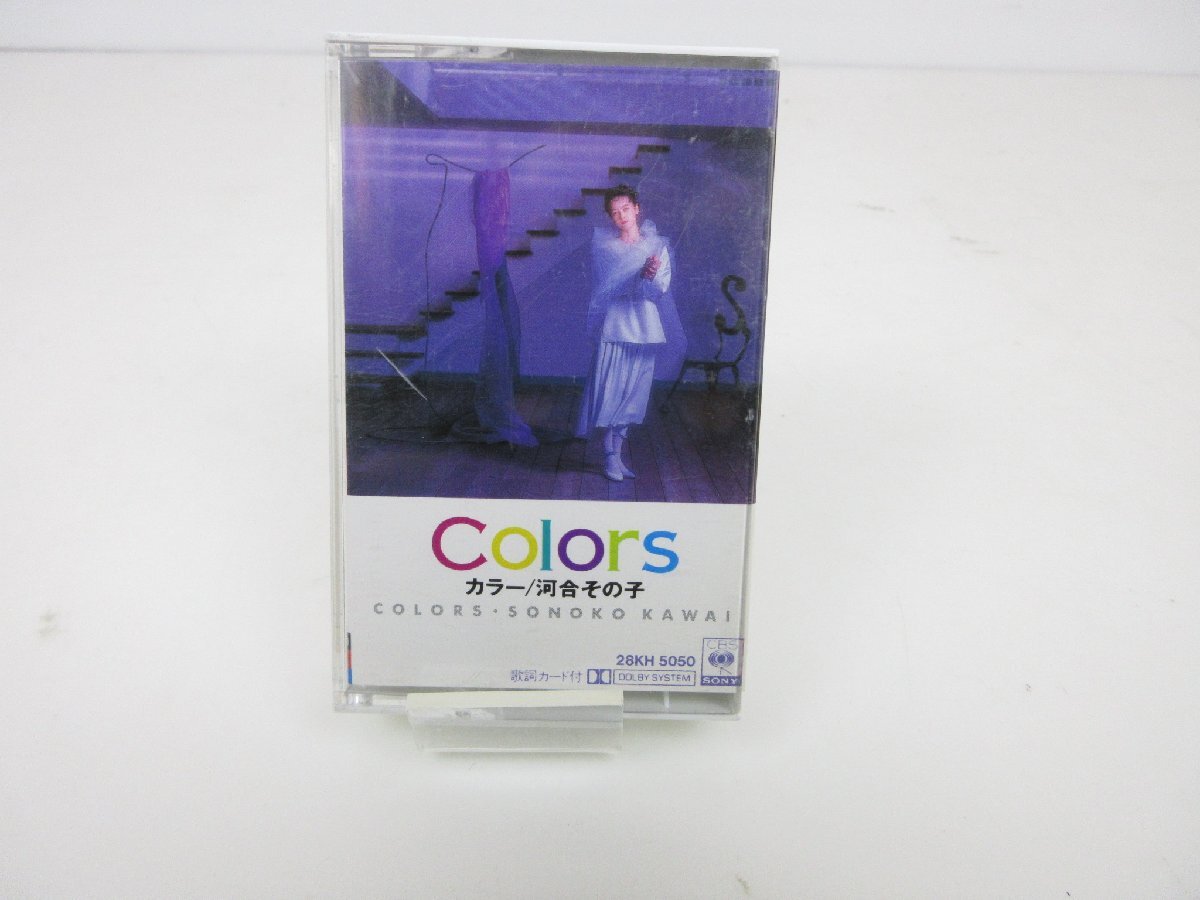 Colors
カラー/河合その子
COLORS・SONOKO KAWAI
28KH 5050
歌詞カード付 DOLBY SYSTEM
CBS
SONY